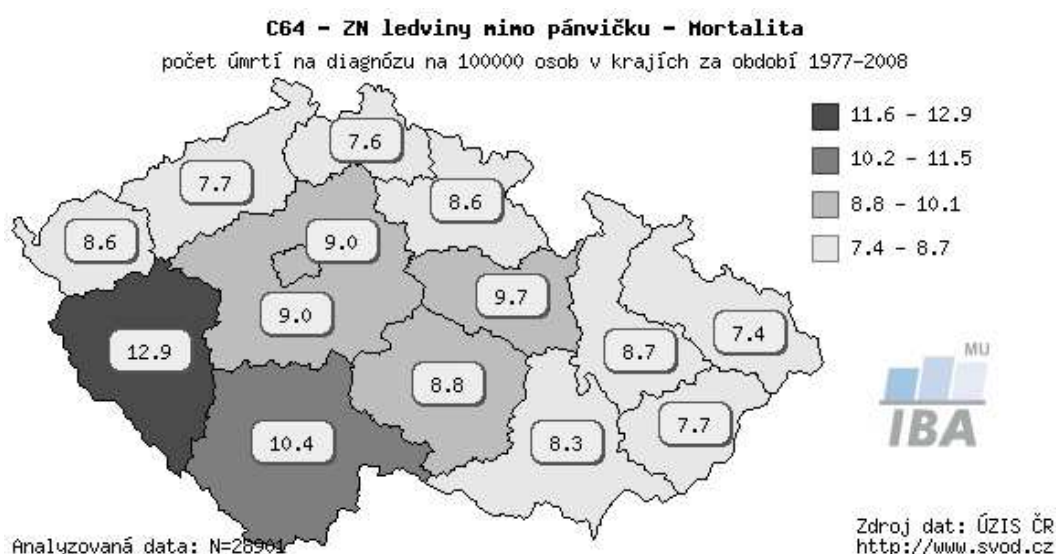 C64 - ZN ledviny mimo pánvičku - Mortalita
počet úmrtí na diagnózu na 100000 osob v krajích za období 1977-2008
11.6 - 12.9
10.2 - 11.5
8.8 - 10.1
7.4 - 8.7
7.6
7.7
8.6
8.6
9.0
9.7
9.0
7.4
12.9
8.7
8.8
7.7
10.4
8.3
MU
IBA
Analyzovaná data: N=28901
Zdroj dat: ÚZIS ČR
http://www.svod.cz